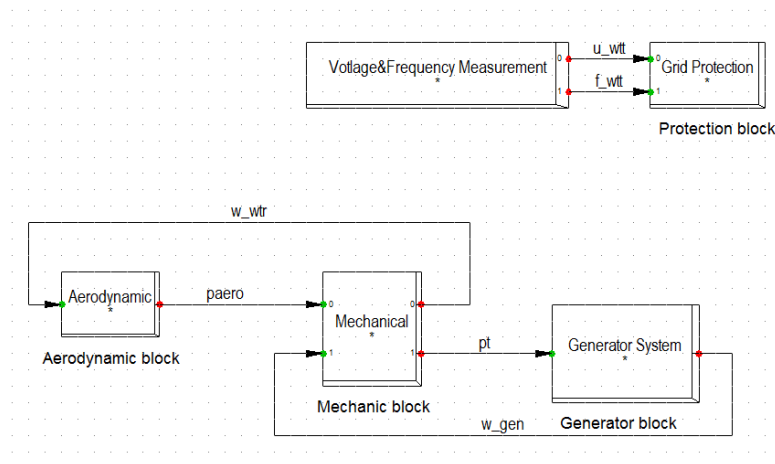 u_wtt
0
0
Votlage&Frequency Measurement
Grid Protection
*
*
f_wtt
1
1
Protection block
w_wtr
Aerodynamic
*
paero
0
0
Mechanical
*
1
1
pt
Generator System
*
Aerodynamic block
Mechanic block
Generator block
w_gen